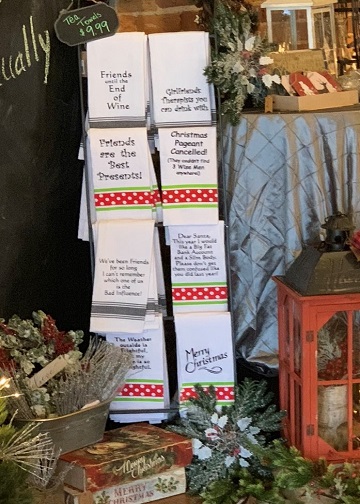 Tea
Towels
$9.99
ually
Friends
until the
End of
Wine
Girlfriends:
Therapists you
can drink with.
Friends
are the
Best
Presents!
Christmas
Pageant
Cancelled!
(They couldn't find
3 Wise Men
anywhere!)
We've been Friends
for so long
I can't remember
which one of us
is the
Bad Influence!
Dear Santa,
This year I would
like a Big Fat
Bank Account
and a Slim Body.
Please don't get
them confused like
you did last year!
The Weather
outside is
frightful,
my
is so
Merry
Christmas
Merry Christmas
MERRY CHRISTMAS